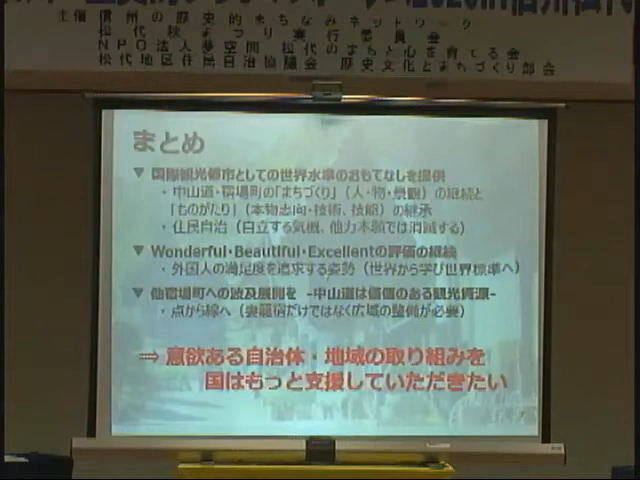 in信州松代
主催 信州の歴史的まちなみネットワーク
松代秋まつり実行委員会
NPO法人夢空間 松代のまちと心を育てる会
松代地区住民自治協議会 歴史文化とまちづくり部会
まとめ
▼ 国際観光都市としての世界水準のおもてなしを提供
・中山道・宿場町の「まちづくり」（人・物・景観）の継続と
「ものがたり」（本物志向・技術、技能）の継承
・住民自治（自立する気概、他力本願では消滅する）
▼ Wonderful・Beautiful・Excellentの評価の継続
・外国人の満足度を追求する姿勢（世界から学び世界標準へ）
▼ 他宿場町への波及展開を -中山道は価値のある観光資源-
・点から線へ（妻籠宿だけではなく広域の整備が必要）
⇒ 意欲ある自治体・地域の取り組みを
国はもっと支援していただきたい
7